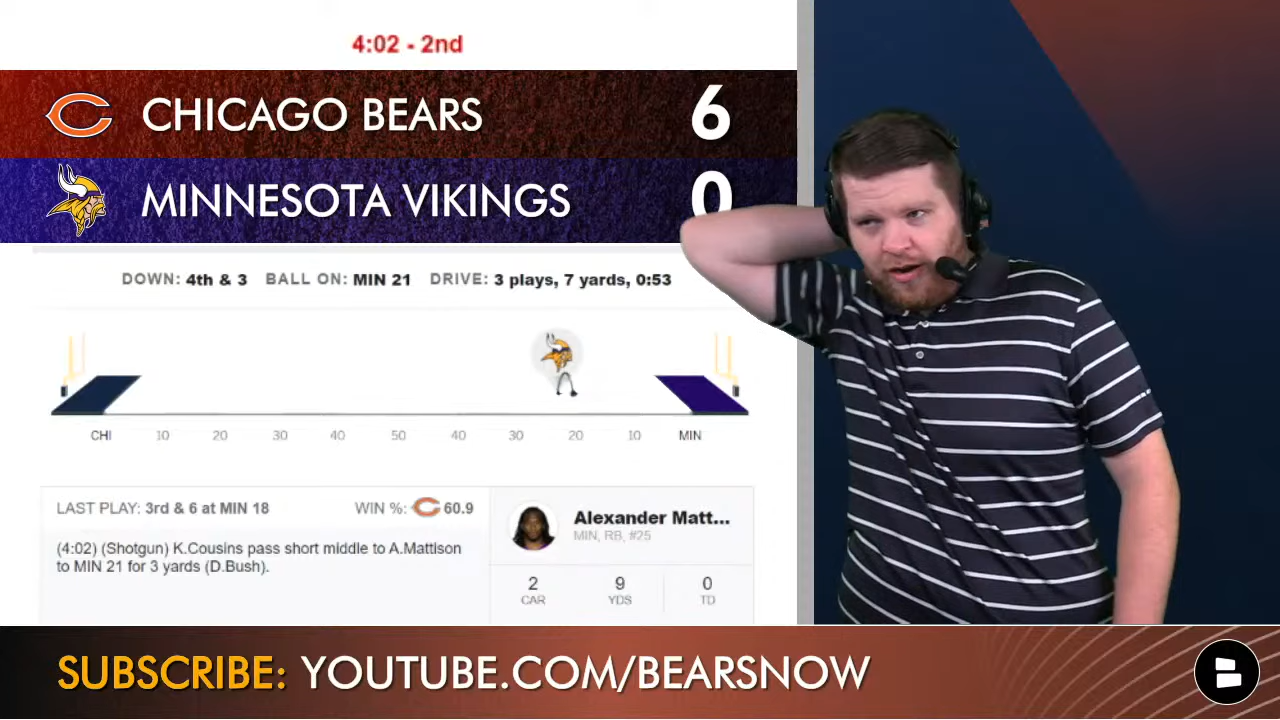 4:02 - 2nd
CHICAGO BEARS 6
MINNESOTA VIKINGS 0
DOWN: 4th & 3 BALL ON: MIN 21 DRIVE: 3 plays, 7 yards, 0:53
CHI 10 20 30 40 50 40 30 20 10 MIN
LAST PLAY: 3rd & 6 at MIN 18 WIN %: 60.9
(4:02) (Shotgun) K.Cousins pass short middle to A.Mattison
to MIN 21 for 3 yards (D.Bush).
Alexander Matt...
MIN, RB, #25
2 9 0
CAR YDS TD
SUBSCRIBE: YOUTUBE.COM/BEARSNOW